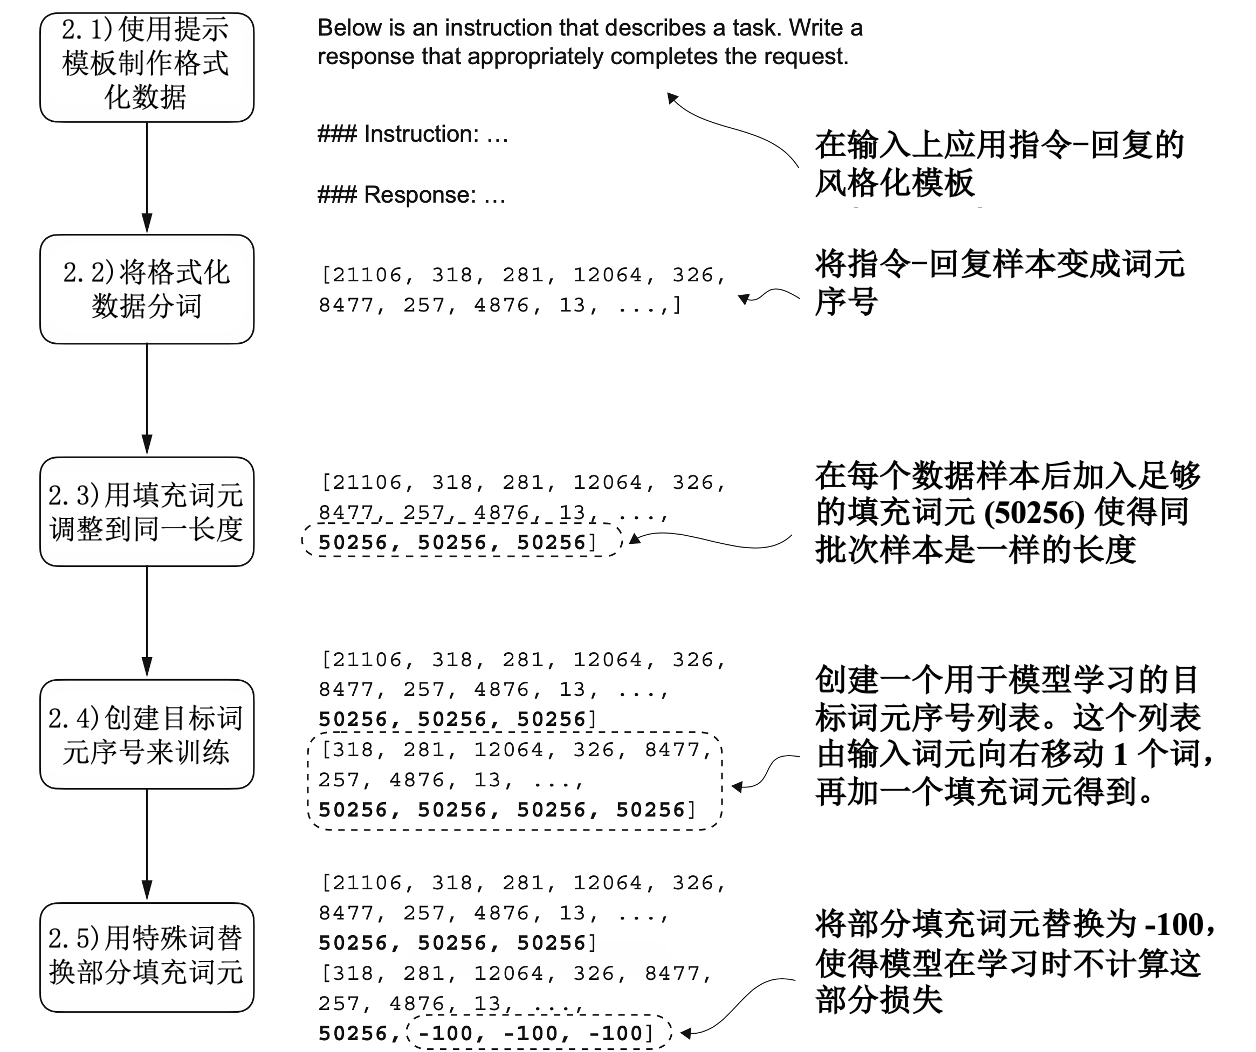 2.1)使用提示
模板制作格式
化数据
Below is an instruction that describes a task. Write a
response that appropriately completes the request.
### Instruction: …
### Response: …
在输入上应用指令-回复的
风格化模板
2.2)将格式化
数据分词
[21106, 318, 281, 12064, 326,
8477, 257, 4876, 13, ...,]
将指令-回复样本变成词元
序号
2.3)用填充词元
调整到同一长度
[21106, 318, 281, 12064, 326,
8477, 257, 4876, 13, ...,
50256, 50256, 50256]
在每个数据样本后加入足够
的填充词元 (50256) 使得同
批次样本是一样的长度
2.4)创建目标词
元序号来训练
[21106, 318, 281, 12064, 326,
8477, 257, 4876, 13, ...,
50256, 50256, 50256]
[318, 281, 12064, 326, 8477,
257, 4876, 13, ...,
50256, 50256, 50256, 50256]
创建一个用于模型学习的目
标词元序号列表。这个列表
由输入词元向右移动 1 个词，
再加一个填充词元得到。
2.5)用特殊词替
换部分填充词元
[21106, 318, 281, 12064, 326,
8477, 257, 4876, 13, ...,
50256, 50256, 50256]
[318, 281, 12064, 326, 8477,
257, 4876, 13, ...,
50256, -100, -100, -100]
将部分填充词元替换为 -100，
使得模型在学习时不计算这
部分损失